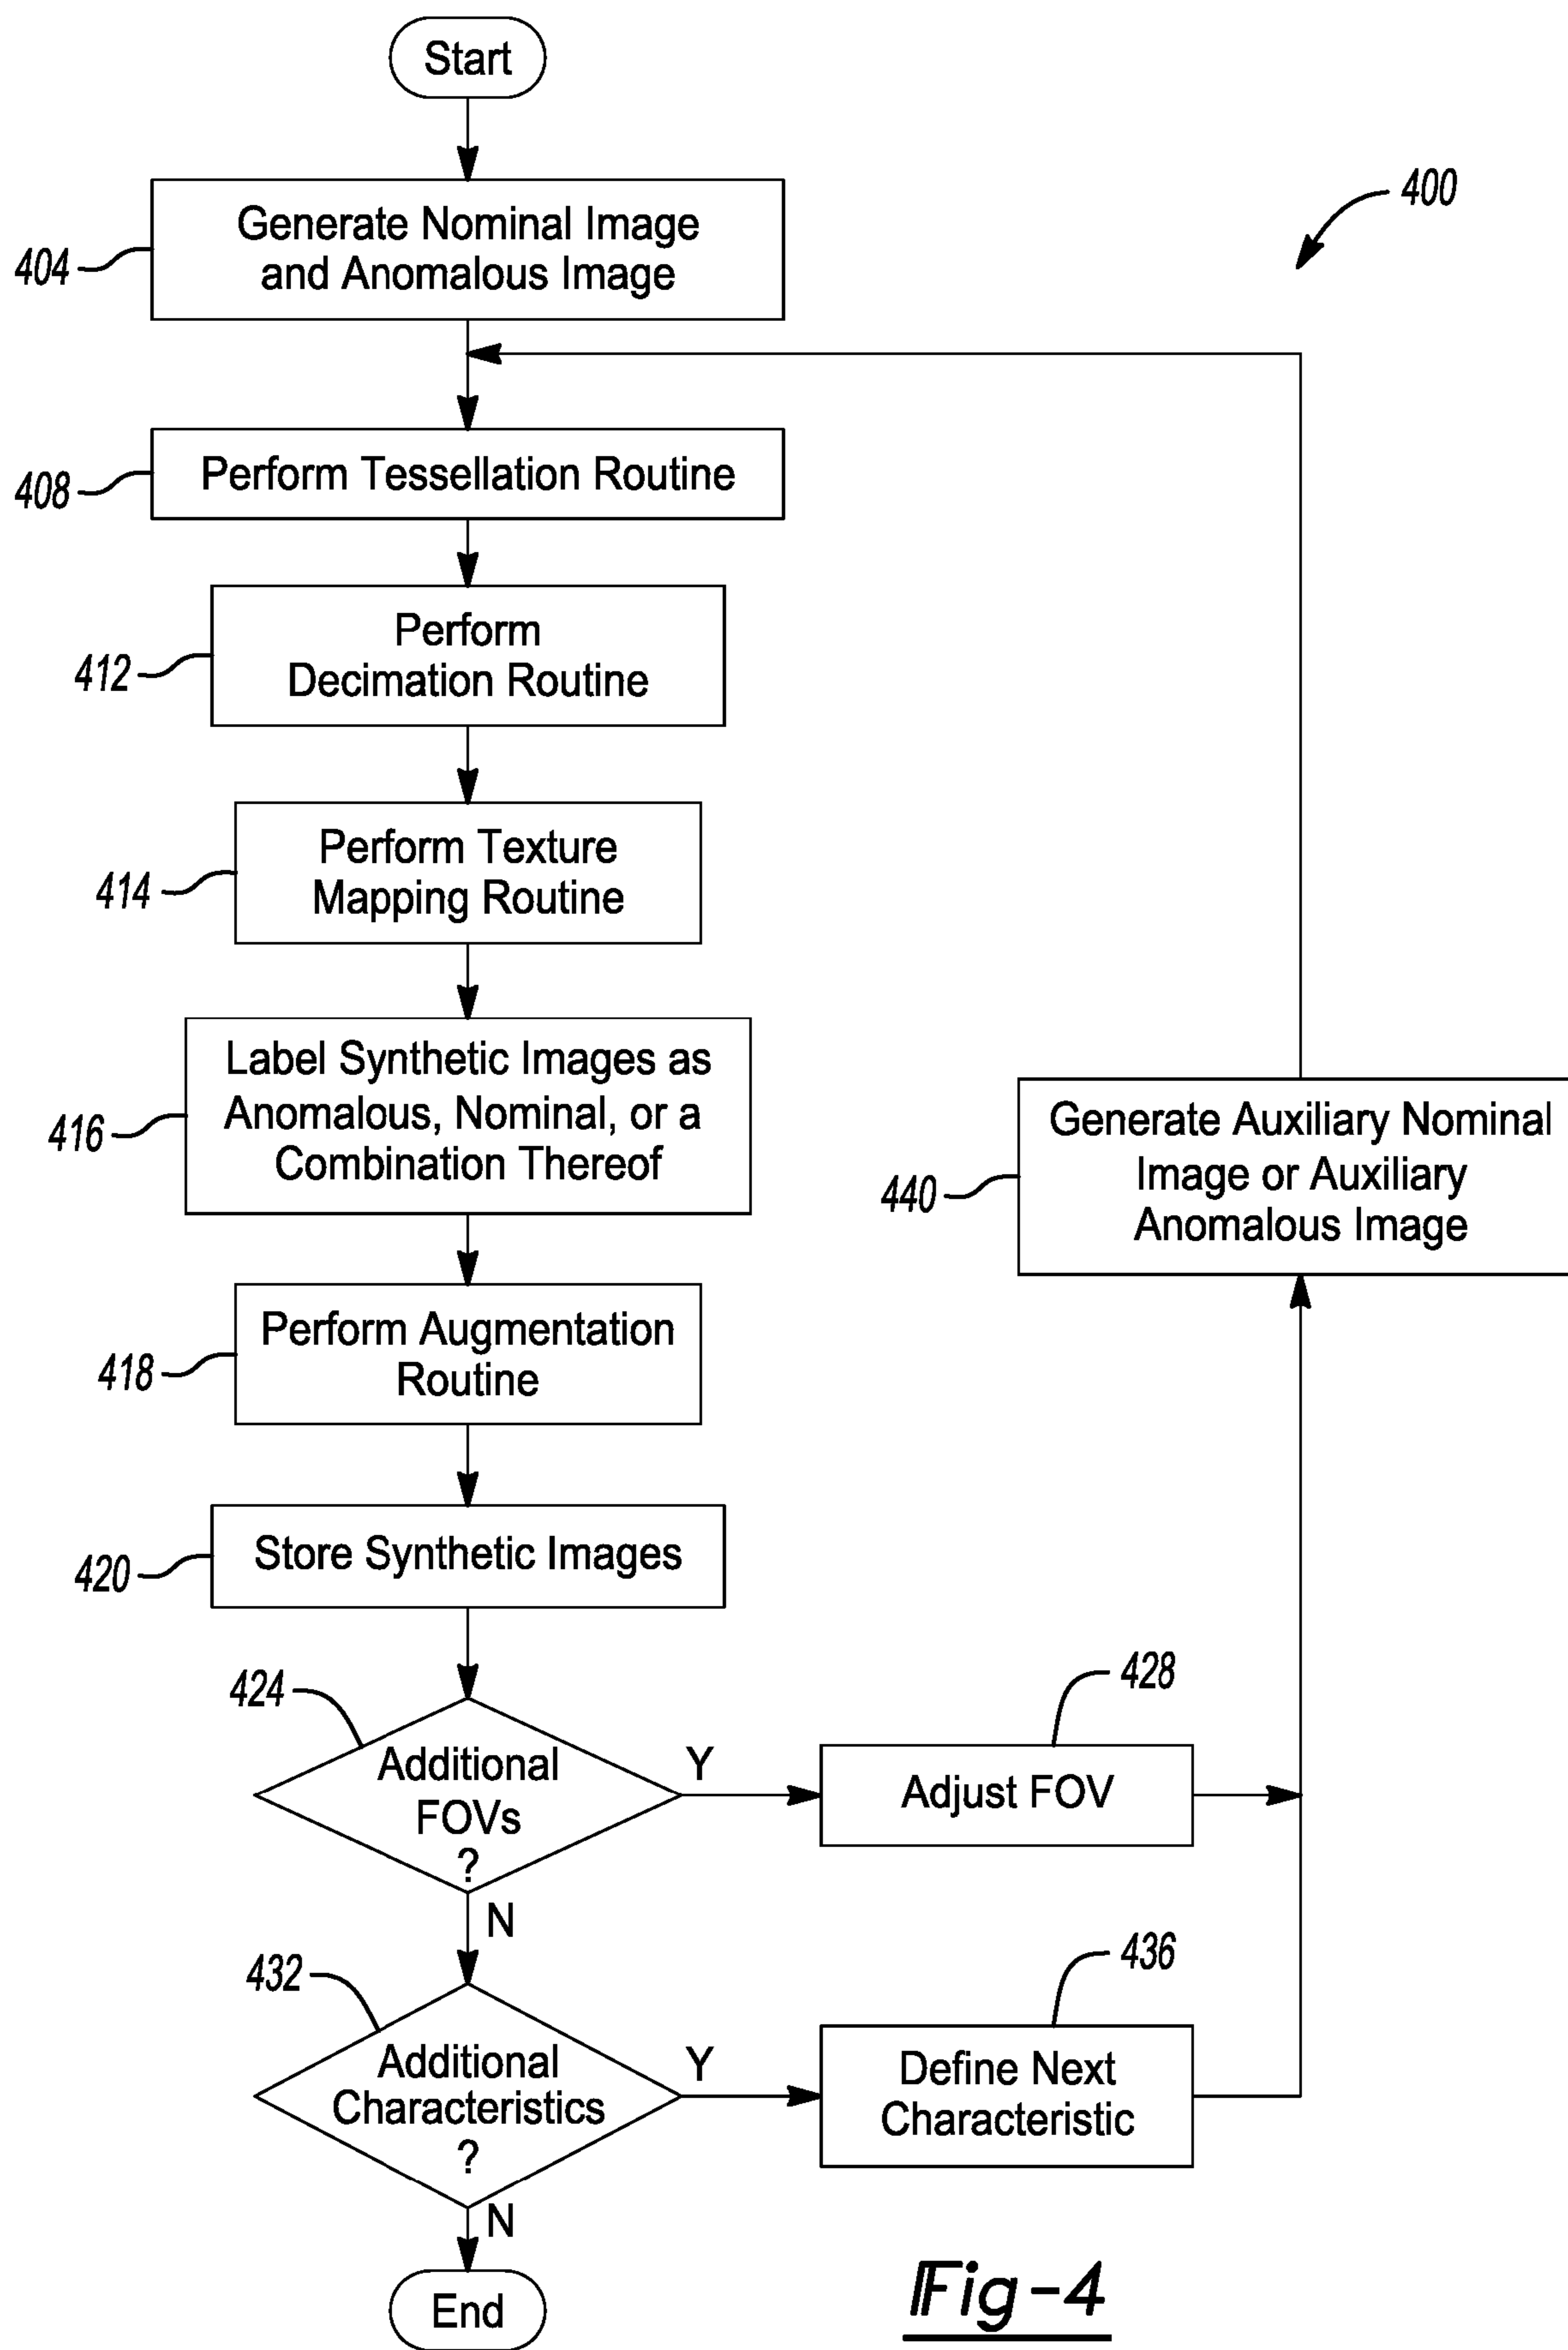 Start
400
404
Generate Nominal Image
and Anomalous Image
408
Perform Tessellation Routine
412
Perform
Decimation Routine
414
Perform Texture
Mapping Routine
416
Label Synthetic Images as
Anomalous, Nominal, or a
Combination Thereof
440
Generate Auxiliary Nominal
Image or Auxiliary
Anomalous Image
418
Perform Augmentation
Routine
420
Store Synthetic Images
424
Additional
FOVs
?
Y
N
428
Adjust FOV
432
Additional
Characteristics
?
Y
N
436
Define Next
Characteristic
End
Fig-4